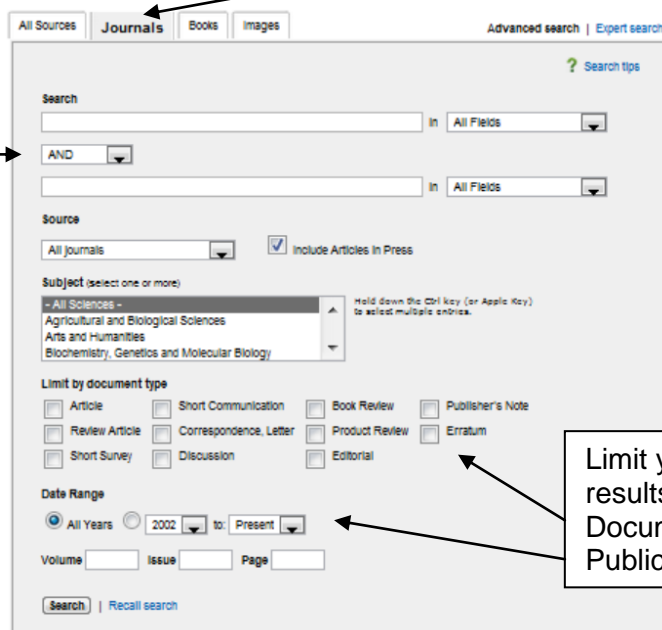 All Sources Journals Books Images Advanced search | Expert search
? Search tips
Search
in All Fields
AND
in All Fields
Source
All journals Include Articles in Press
Subject (select one or more)
- All Sciences -
Agricultural and Biological Sciences
Arts and Humanities
Biochemistry, Genetics and Molecular Biology
Hold down the Ctrl key (or Apple Key)
to select multiple entries.
Limit by document type
Article Short Communication Book Review Publisher's Note
Review Article Correspondence, Letter Product Review Erratum
Short Survey Discussion Editorial
Limit
results
Docum
Public
Date Range
All Years 2002 to: Present
Volume Issue Page
Search | Recall search